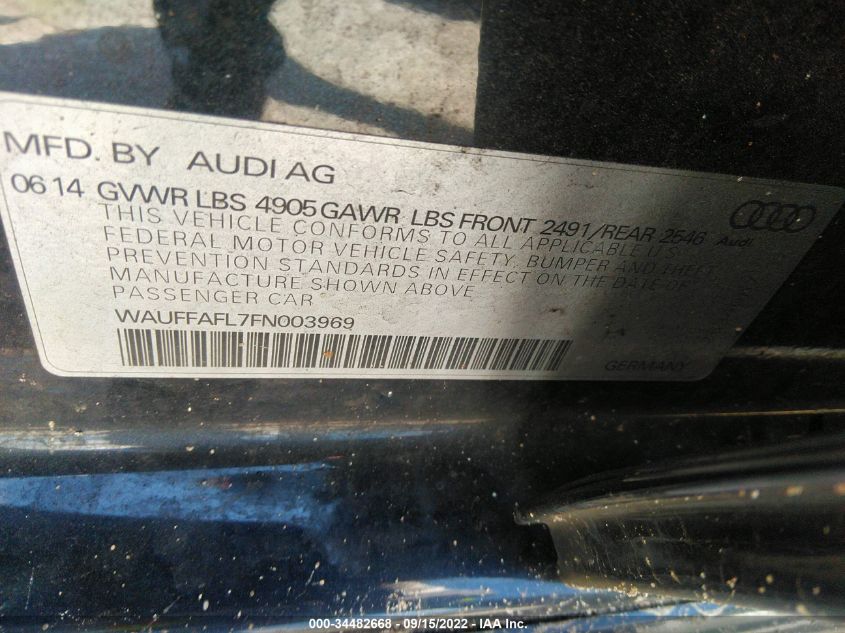 MFD. BY AUDI AG
06 14 GVWR LBS 4905 GAWR LBS FRONT 2491/REAR 2546
Audi
THIS VEHICLE CONFORMS TO ALL APPLICABLE U.S.
FEDERAL MOTOR VEHICLE SAFETY, BUMPER AND THEFT
PREVENTION STANDARDS IN EFFECT ON THE DATE OF
MANUFACTURE SHOWN ABOVE
PASSENGER CAR
WAUFFAFL7FN003969
GERMANY
000-34482668 - 09/15/2022 - IAA Inc.